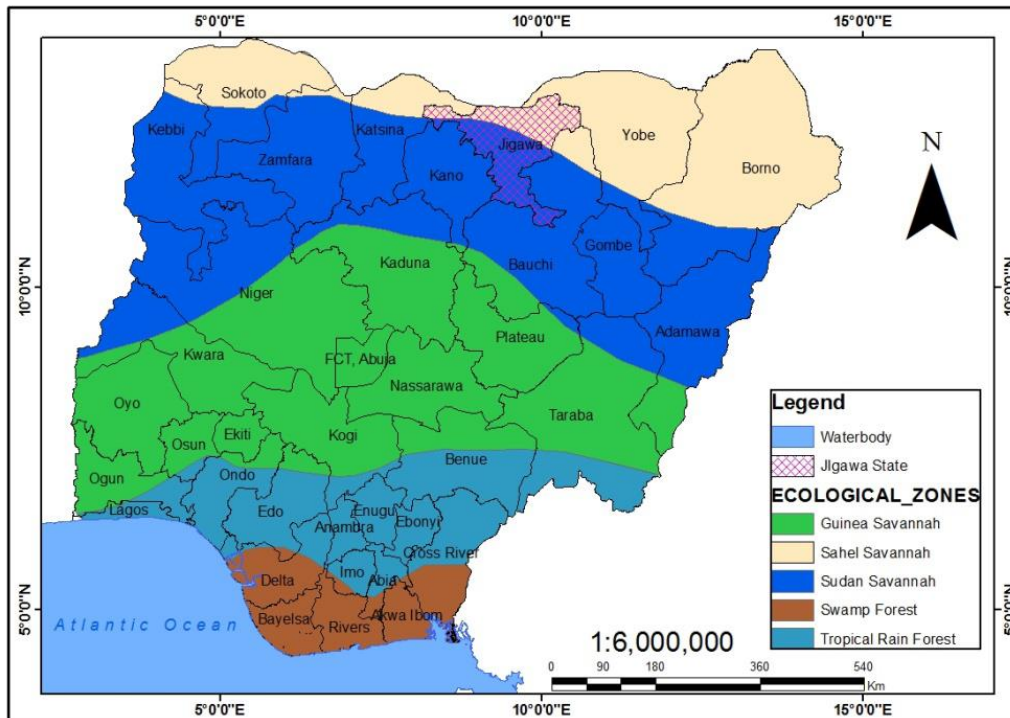 5°0'0"E
10°0'0"E
15°0'0"E
Sokoto
Kebbi
Zamfara
Katsina
Kano
Jigawa
Yobe
Borno
N
Gombe
Bauchi
Kaduna
Niger
Plateau
Adamawa
Kwara
FCT, Abuja
Nassarawa
Taraba
Oyo
Osun
Ekiti
Kogi
Benue
Ogun
Ondo
Lagos
Edo
Enugu
Anambra
Ebonyi
Cross River
Imo
Abia
Delta
Bayelsa
Rivers
Akwa Ibom
Atlantic Ocean
10°0'0"N
5°0'0"N
10°0'0"N
5°0'0"N
Legend
Waterbody
JIgawa State
ECOLOGICAL_ZONES
Guinea Savannah
Sahel Savannah
Sudan Savannah
Swamp Forest
Tropical Rain Forest
1:6,000,000
0 90 180 360 540
Km
5°0'0"E
10°0'0"E
15°0'0"E